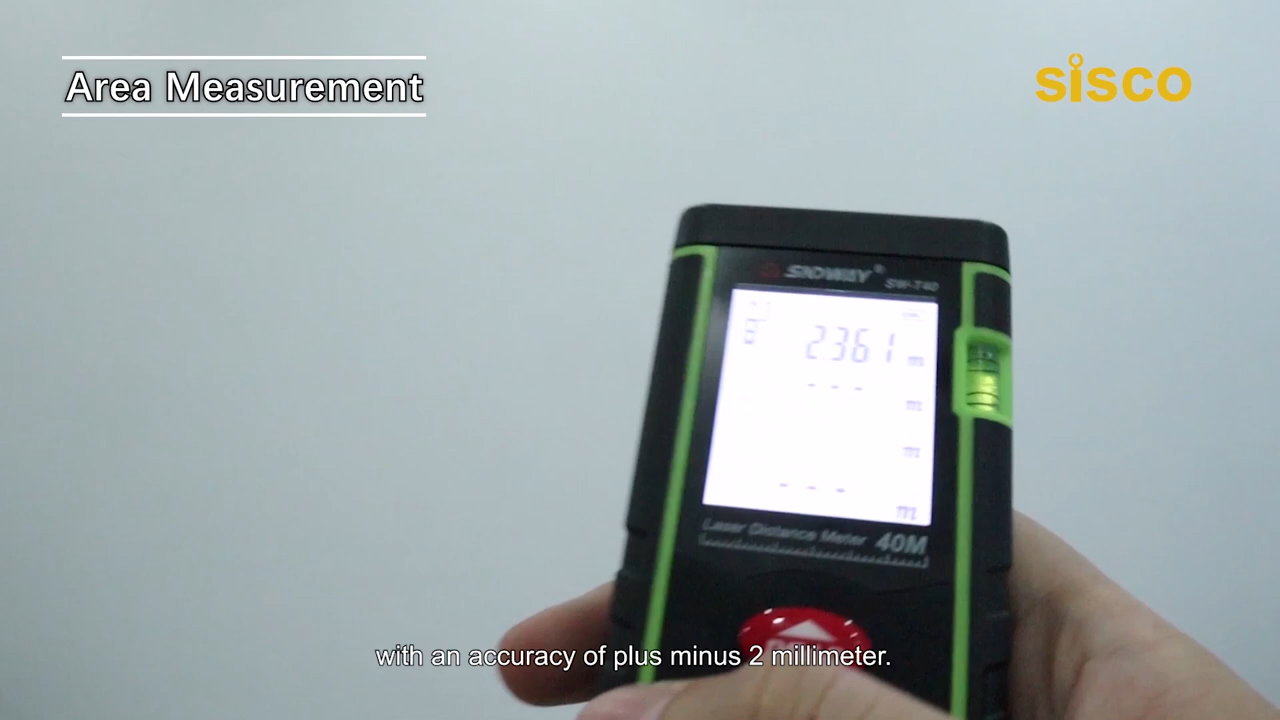 Area Measurement
sisco
SNDWAY®
SW-T40
2.361 m
- - -
m
m
- - -
m
Laser Distance Meter 40M
with an accuracy of plus minus 2 millimeter.